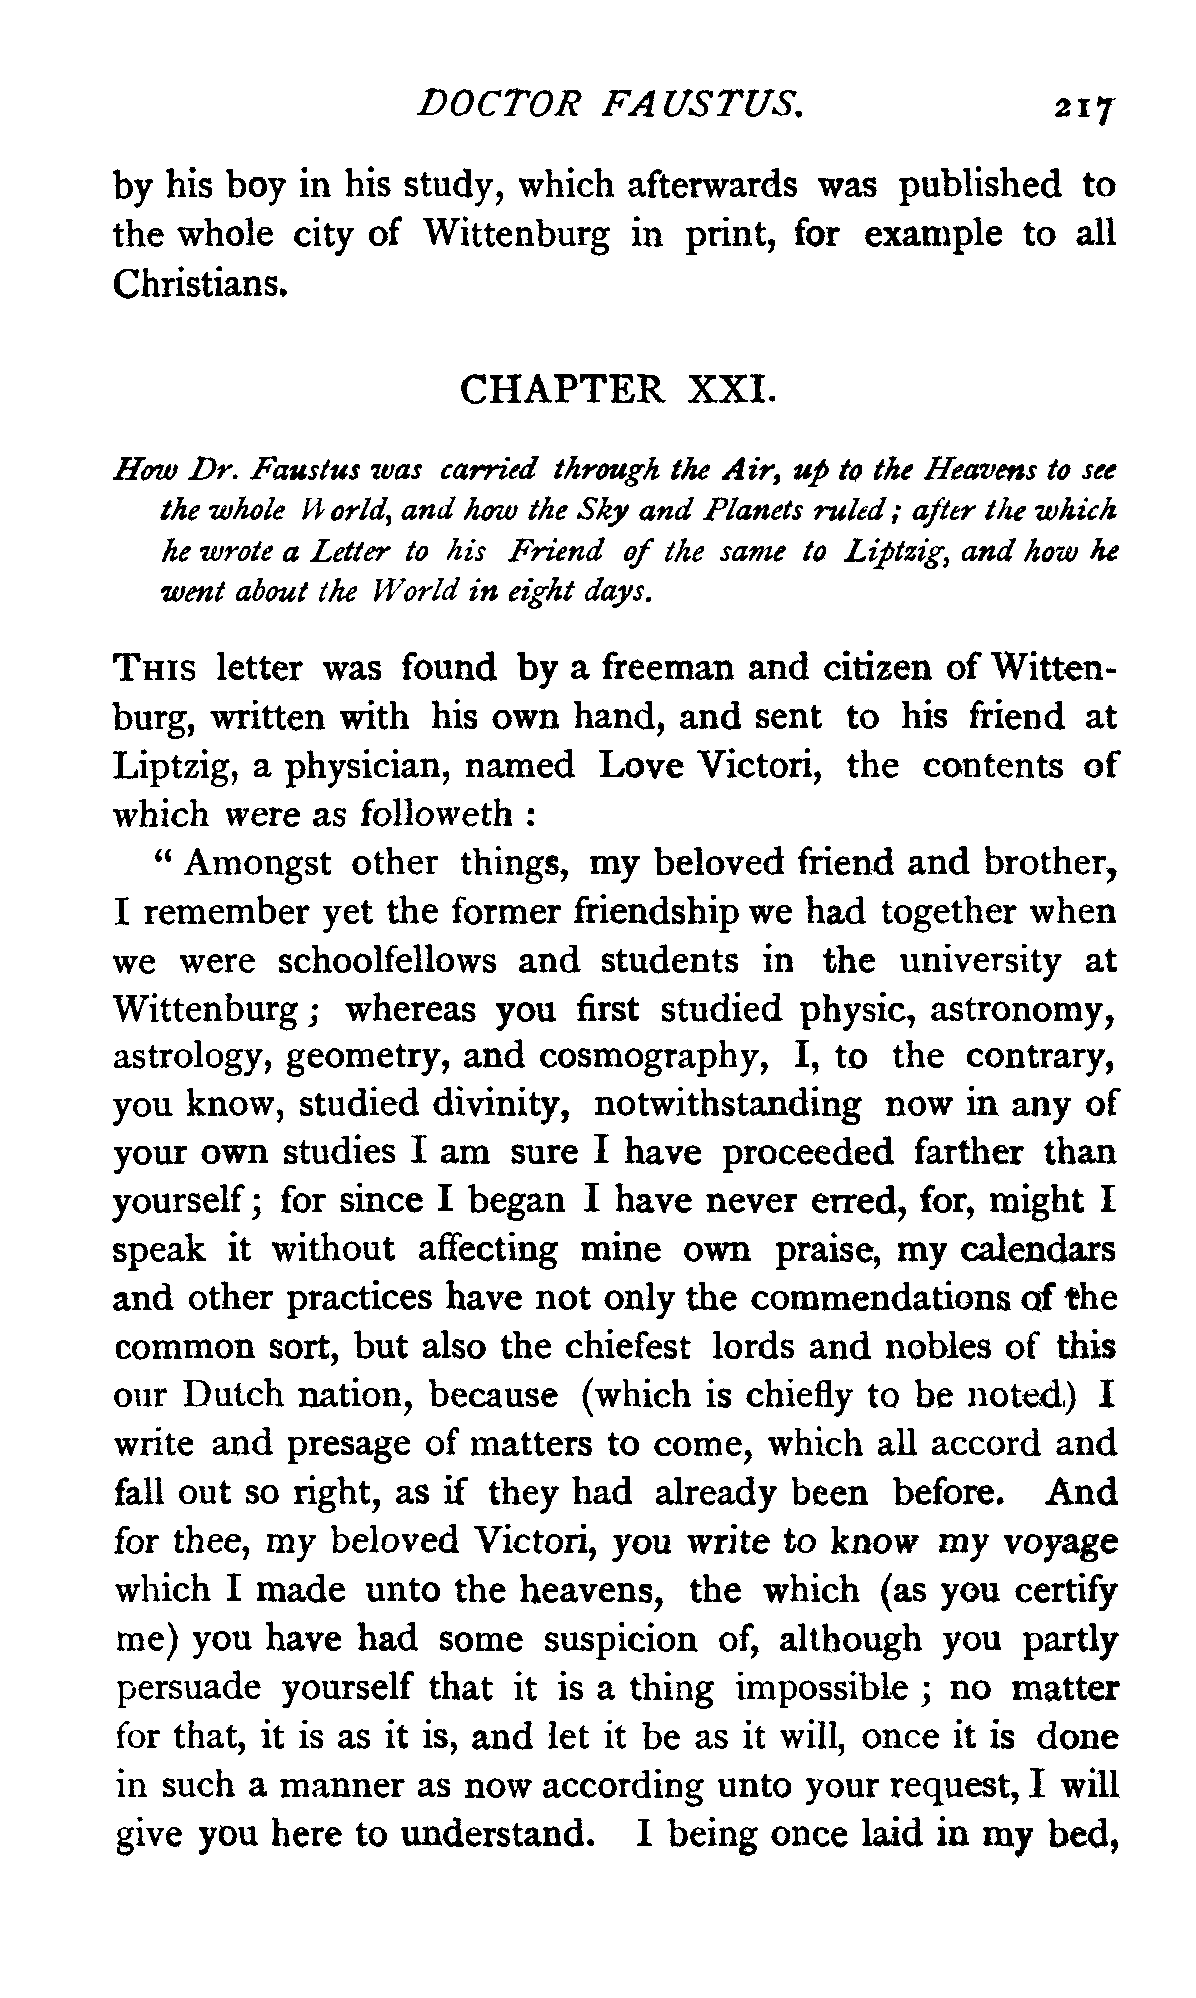 DOCTOR FAUSTUS. 217
by his boy in his study, which afterwards was published to
the whole city of Wittenburg in print, for example to all
Christians.
CHAPTER XXI.
How Dr. Faustus was carried through the Air, up to the Heavens to see
the whole World, and how the Sky and Planets ruled; after the which
he wrote a Letter to his Friend of the same to Liptzig, and how he
went about the World in eight days.
THIS letter was found by a freeman and citizen of Witten-
burg, written with his own hand, and sent to his friend at
Liptzig, a physician, named Love Victori, the contents of
which were as followeth :
“ Amongst other things, my beloved friend and brother,
I remember yet the former friendship we had together when
we were schoolfellows and students in the university at
Wittenburg ; whereas you first studied physic, astronomy,
astrology, geometry, and cosmography, I, to the contrary,
you know, studied divinity, notwithstanding now in any of
your own studies I am sure I have proceeded farther than
yourself ; for since I began I have never erred, for, might I
speak it without affecting mine own praise, my calendars
and other practices have not only the commendations of the
common sort, but also the chiefest lords and nobles of this
our Dutch nation, because (which is chiefly to be noted) I
write and presage of matters to come, which all accord and
fall out so right, as if they had already been before. And
for thee, my beloved Victori, you write to know my voyage
which I made unto the heavens, the which (as you certify
me) you have had some suspicion of, although you partly
persuade yourself that it is a thing impossible ; no matter
for that, it is as it is, and let it be as it will, once it is done
in such a manner as now according unto your request, I will
give you here to understand. I being once laid in my bed,